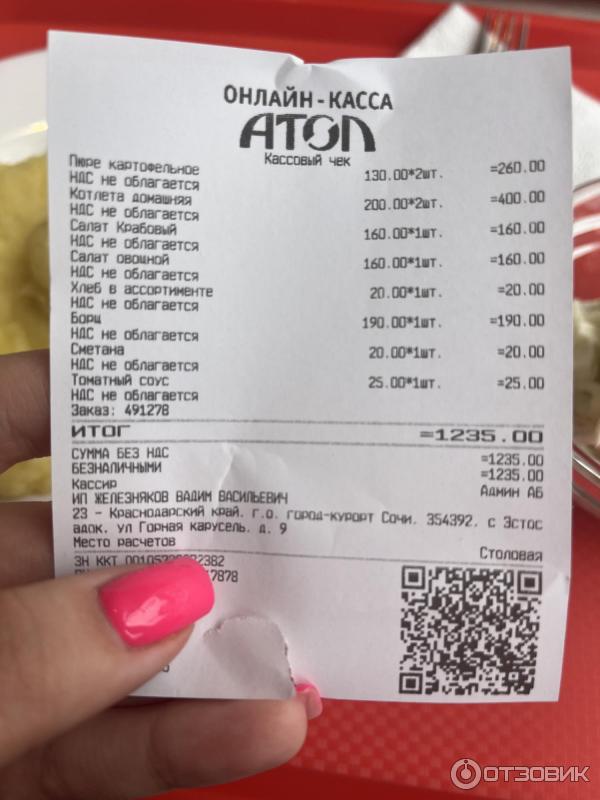 ОНЛАЙН-КАССА
АТОЛ
Кассовый чек
Пюре картофельное 130.00*2шт. =260.00
НДС не облагается
Котлета домашняя 200.00*2шт. =400.00
НДС не облагается
Салат Крабовый 160.00*1шт. =160.00
НДС не облагается
Салат овощной 160.00*1шт. =160.00
НДС не облагается
Хлеб в ассортименте 20.00*1шт. =20.00
НДС не облагается
Борщ 190.00*1шт. =190.00
НДС не облагается
Сметана 20.00*1шт. =20.00
НДС не облагается
Томатный соус 25.00*1шт. =25.00
НДС не облагается
Заказ: 491278
ИТОГ =1235.00
СУММА БЕЗ НДС =1235.00
БЕЗНАЛИЧНЫМИ =1235.00
Кассир Админ АБ
ИП ЖЕЛЕЗНЯКОВ ВАДИМ ВАСИЛЬЕВИЧ
23 - Краснодарский край, г.о. город-курорт Сочи, 354392, с Эстос
адок, ул Горная карусель, д. 9
Место расчетов Столовая
ЗН ККТ
7878
ОТЗОВИК